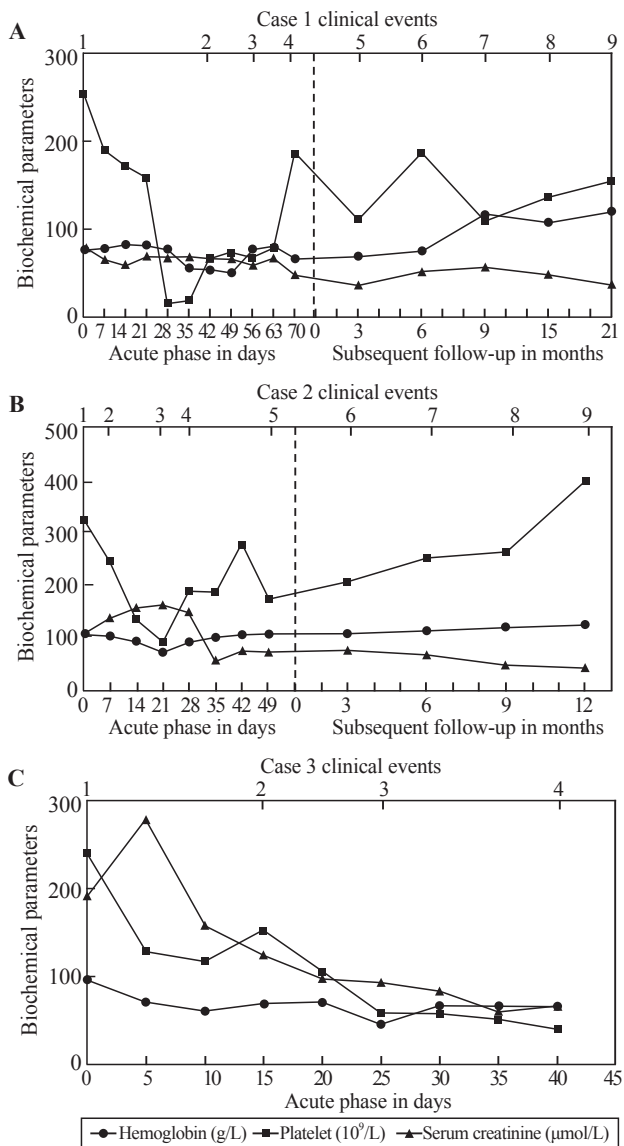 A
Case 1 clinical events
1 2 3 4 5 6 7 8 9
300
200
100
0
Biochemical parameters
0 7 14 21 28 35 42 49 56 63 70 0 3 6 9 15 21
Acute phase in days Subsequent follow-up in months
B
Case 2 clinical events
1 2 3 4 5 6 7 8 9
500
400
300
200
100
0
Biochemical parameters
0 7 14 21 28 35 42 49 0 3 6 9 12
Acute phase in days Subsequent follow-up in months
C
Case 3 clinical events
1 2 3 4
300
200
100
0
Biochemical parameters
0 5 10 15 20 25 30 35 40 45
Acute phase in days
Hemoglobin (g/L) Platelet (10⁹/L) Serum creatinine (μmol/L)